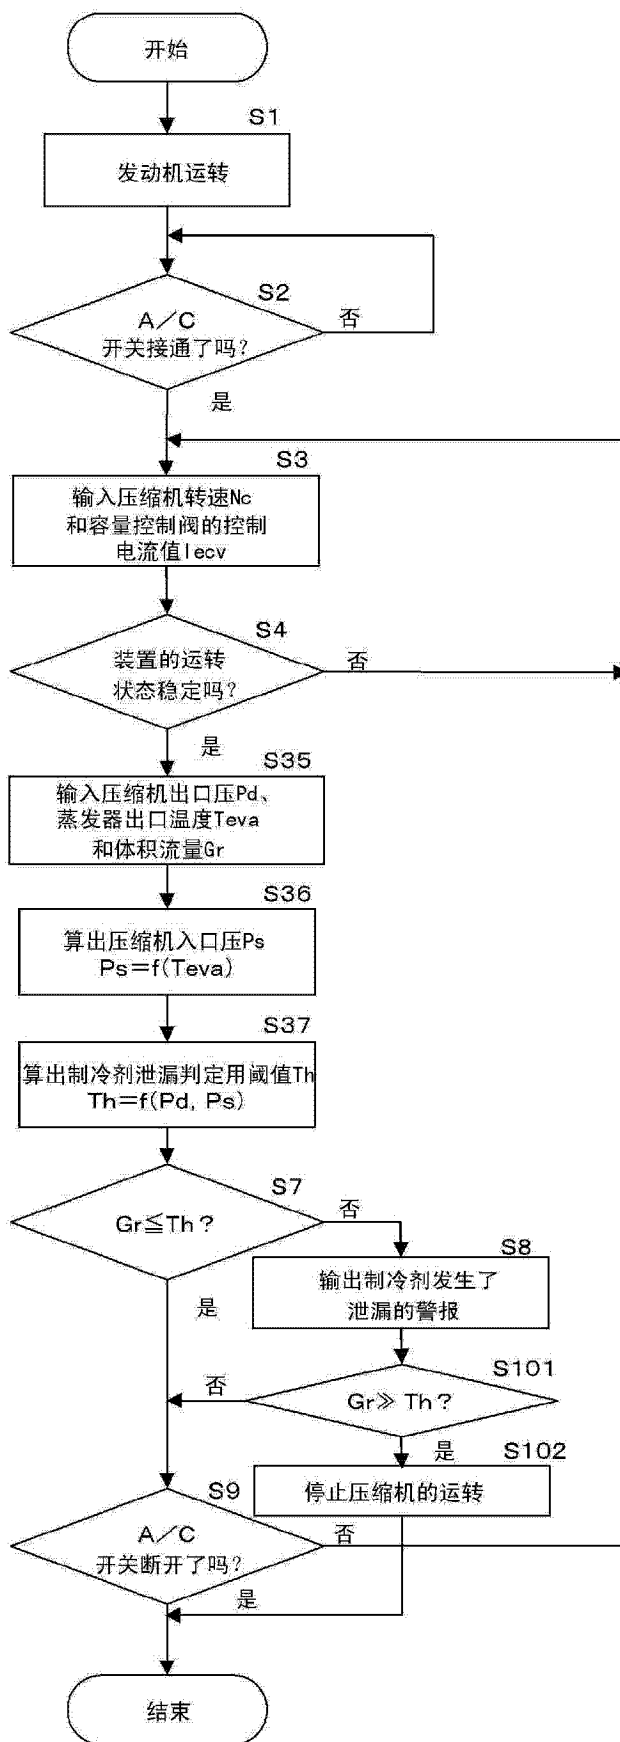 开始
S1
发动机运转
S2
A／C
开关接通了吗？
否
是
S3
输入压缩机转速Nc
和容量控制阀的控制
电流值Iecv
S4
装置的运转
状态稳定吗？
否
是
S35
输入压缩机出口压Pd、
蒸发器出口温度Teva
和体积流量Gr
S36
算出压缩机入口压Ps
Ps＝f(Teva)
S37
算出制冷剂泄漏判定用阈值Th
Th＝f(Pd, Ps)
S7
Gr≦Th？
否
是
S8
输出制冷剂发生了
泄漏的警报
S101
Gr≫ Th？
否
是
S102
停止压缩机的运转
S9
A／C
开关断开了吗？
否
是
结束